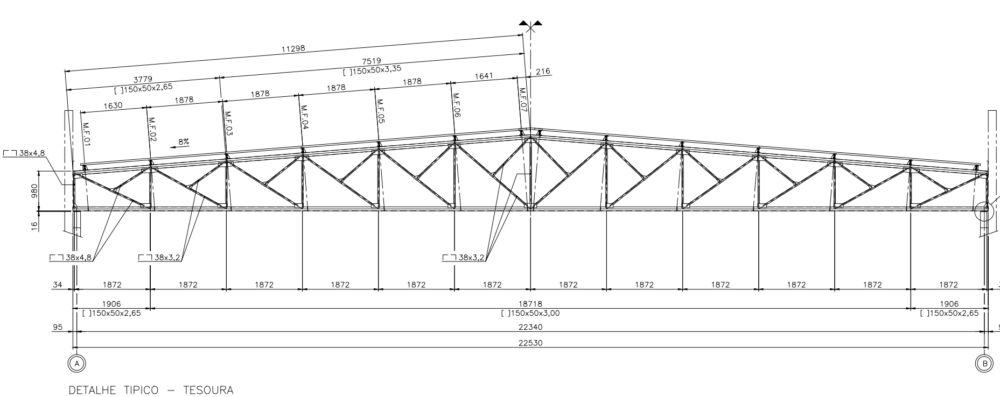 11298
7519
[ ]150x50x3,35
3779
[ ]150x50x2,65
216
1641
1878
1878
1878
1878
1630
M.F.01
M.F.02
M.F.03
M.F.04
M.F.05
M.F.06
M.F.07
8%
38x4,8
980
16
38x4,8
38x3,2
38x3,2
34 1872 1872 1872 1872 1872 1872 1872 1872 1872 1872 1872 1872
1906 18718 1906
[ ]150x50x2,65 [ ]150x50x3,00 [ ]150x50x2,65
95 22340
22530
A B
DETALHE TIPICO – TESOURA